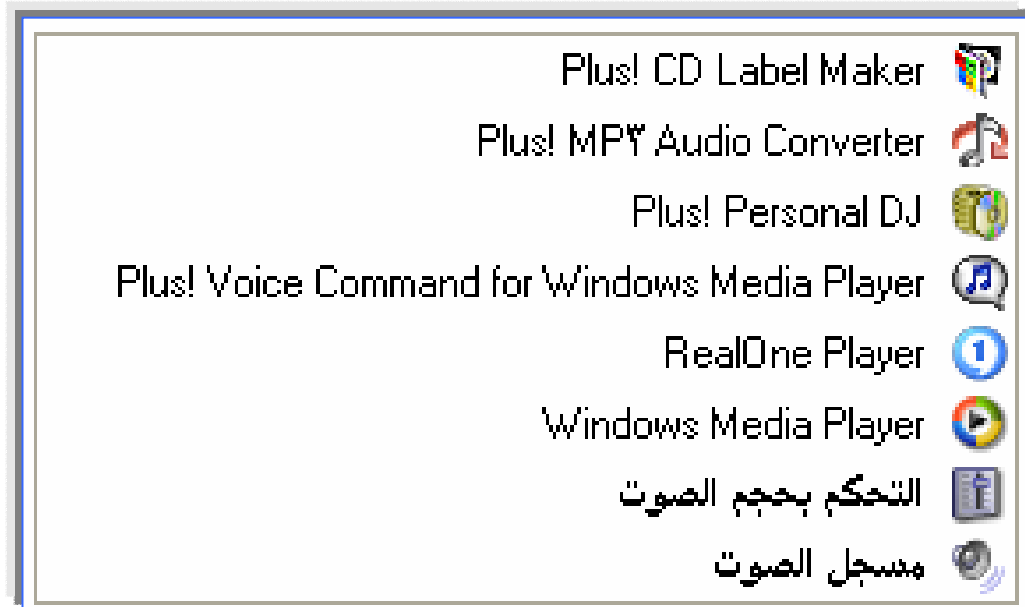 Plus! CD Label Maker
Plus! MP٣ Audio Converter
Plus! Personal DJ
Plus! Voice Command for Windows Media Player
RealOne Player
Windows Media Player
التحكم بحجم الصوت
مسجل الصوت